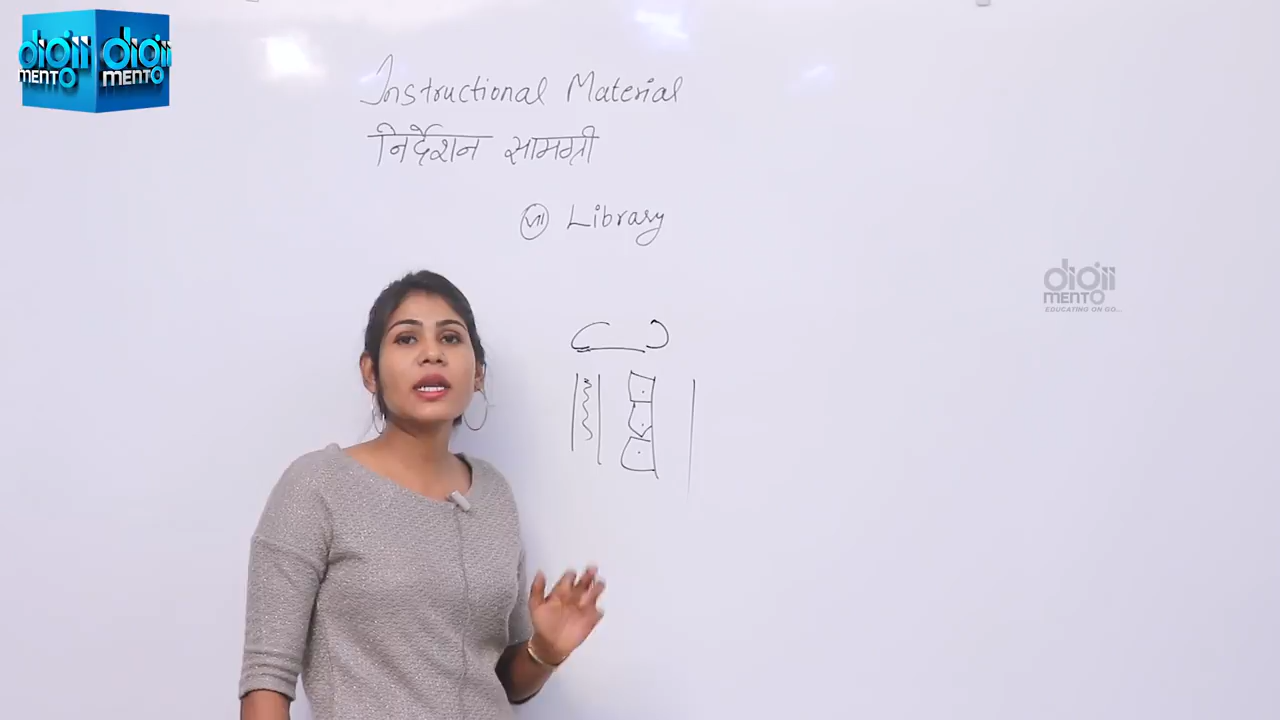 digii digii
MENTO MENTO
Instructional Material
निर्देशन सामग्री
VII Library
digii
MENTO
EDUCATING ON GO...